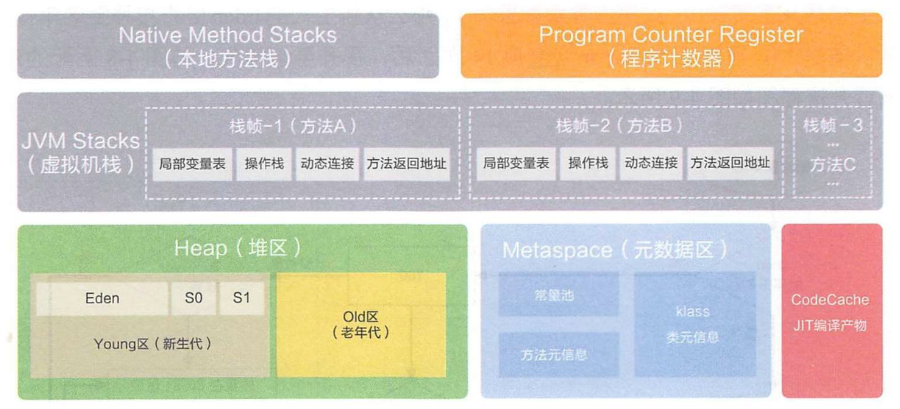 Native Method Stacks
（本地方法栈）
Program Counter Register
（程序计数器）
JVM Stacks
（虚拟机栈）
栈帧-1（方法A）
局部变量表
操作栈
动态连接
方法返回地址
栈帧-2（方法B）
局部变量表
操作栈
动态连接
方法返回地址
栈帧-3
...
方法C
...
Heap（堆区）
Eden
S0
S1
Young区（新生代）
Old区
（老年代）
Metaspace（元数据区）
常量池
方法元信息
klass
类元信息
CodeCache
JIT编译产物